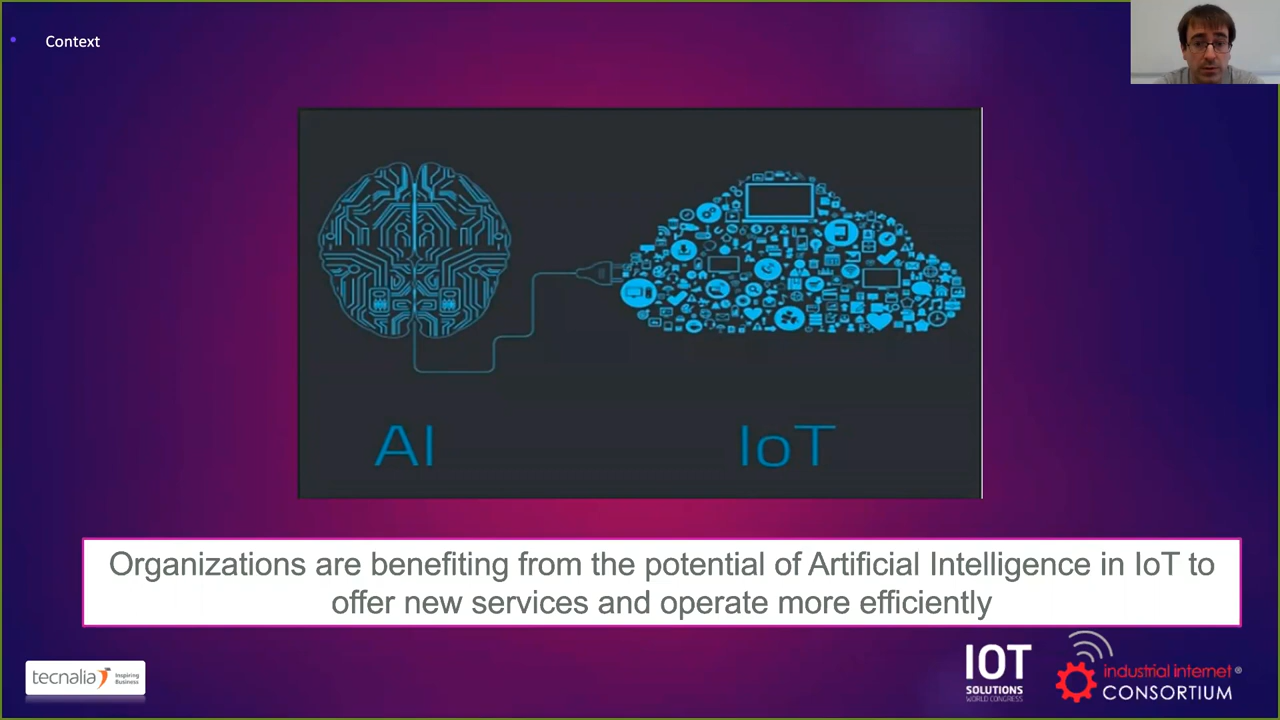 Context
AI
IoT
Organizations are benefiting from the potential of Artificial Intelligence in IoT to
offer new services and operate more efficiently
tecnalia
Inspiring
Business
IOT
SOLUTIONS
WORLD CONGRESS
industrial internet®
CONSORTIUM